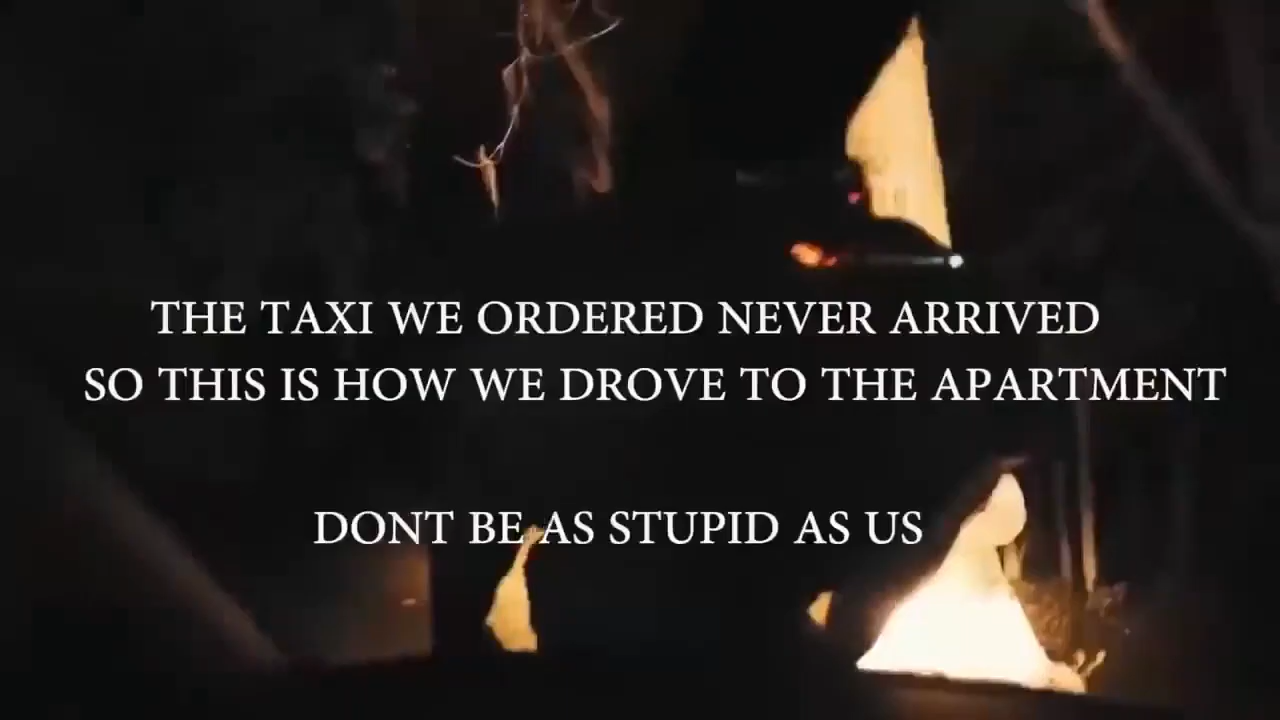 THE TAXI WE ORDERED NEVER ARRIVED
SO THIS IS HOW WE DROVE TO THE APARTMENT
DONT BE AS STUPID AS US